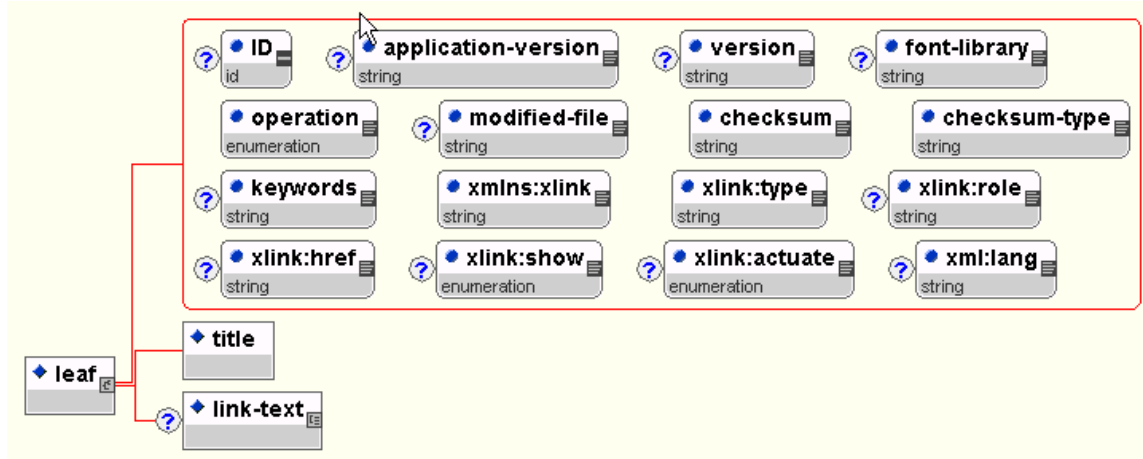 ? ID ? application-version ? version ? font-library
id string string string
operation ? modified-file checksum checksum-type
enumeration string string string
? keywords xmlns:xlink xlink:type ? xlink:role
string string string string
? xlink:href ? xlink:show ? xlink:actuate ? xml:lang
string enumeration enumeration string
title
leaf
? link-text